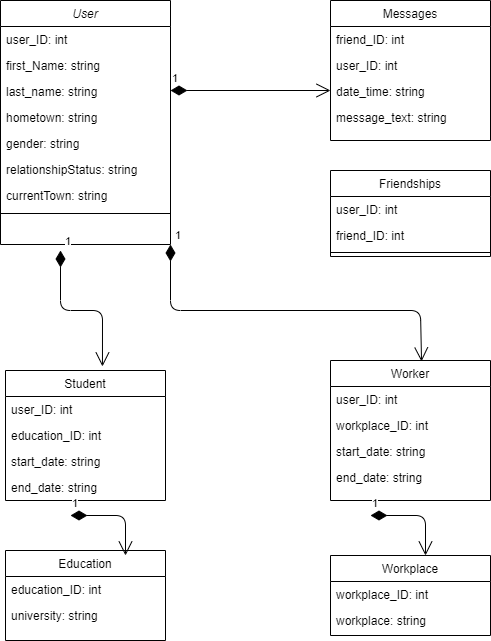 User
user_ID: int
first_Name: string
last_name: string
hometown: string
gender: string
relationshipStatus: string
currentTown: string
1
Messages
friend_ID: int
user_ID: int
date_time: string
message_text: string
Friendships
user_ID: int
friend_ID: int
1
1
Student
user_ID: int
education_ID: int
start_date: string
end_date: string
1
Worker
user_ID: int
workplace_ID: int
start_date: string
end_date: string
1
Education
education_ID: int
university: string
Workplace
workplace_ID: int
workplace: string